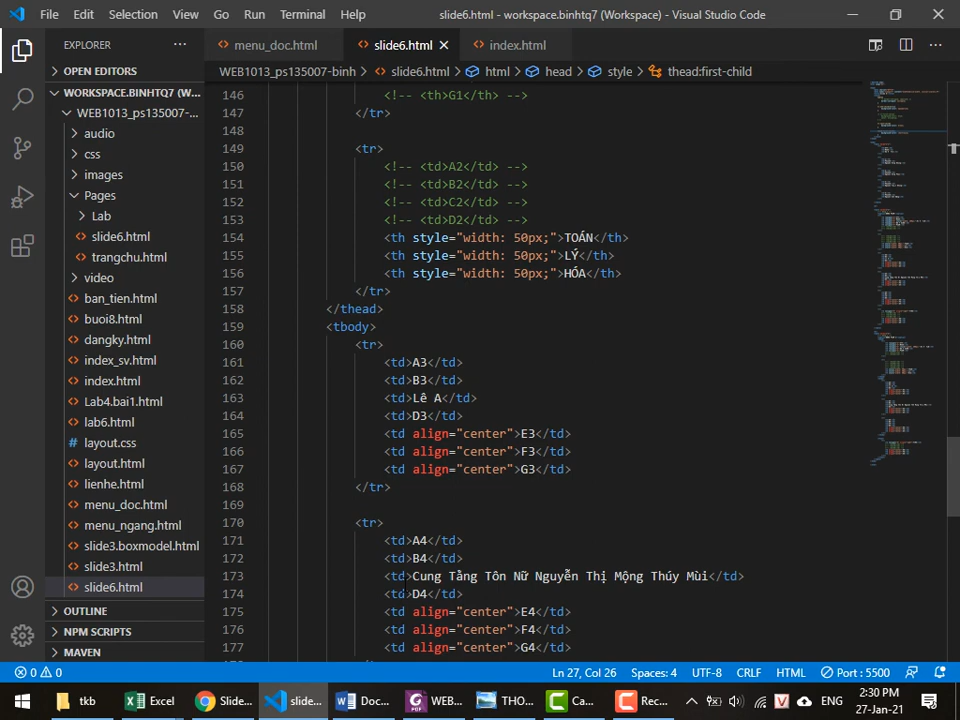 File Edit Selection View Go Run Terminal Help slide6.html - workspace.binhtq7 (Workspace) - Visual Studio Code
EXPLORER ··· menu_doc.html slide6.html index.html ···
OPEN EDITORS
WEB1013_ps135007-binh > slide6.html > html > head > style > thead:first-child
WORKSPACE.BINHTQ7 (W...
WEB1013_ps135007-...
audio
css
images
Pages
Lab
slide6.html
trangchu.html
video
ban_tien.html
buoi8.html
dangky.html
index_sv.html
index.html
Lab4.bai1.html
lab6.html
layout.css
layout.html
lienhe.html
menu_doc.html
menu_ngang.html
slide3.boxmodel.html
slide3.html
slide6.html
OUTLINE
NPM SCRIPTS
MAVEN
146 <!-- <th>G1</th> -->
147 </tr>
148
149 <tr>
150 <!-- <td>A2</td> -->
151 <!-- <td>B2</td> -->
152 <!-- <td>C2</td> -->
153 <!-- <td>D2</td> -->
154 <th style="width: 50px;">TOÁN</th>
155 <th style="width: 50px;">LÝ</th>
156 <th style="width: 50px;">HÓA</th>
157 </tr>
158 </thead>
159 <tbody>
160 <tr>
161 <td>A3</td>
162 <td>B3</td>
163 <td>Lê A</td>
164 <td>D3</td>
165 <td align="center">E3</td>
166 <td align="center">F3</td>
167 <td align="center">G3</td>
168 </tr>
169
170 <tr>
171 <td>A4</td>
172 <td>B4</td>
173 <td>Cung Tằng Tôn Nữ Nguyễn Thị Mộng Thúy Mùi</td>
174 <td>D4</td>
175 <td align="center">E4</td>
176 <td align="center">F4</td>
177 <td align="center">G4</td>
0 0 Ln 27, Col 26 Spaces: 4 UTF-8 CRLF HTML Port : 5500
tkb Excel Slide... slide... Doc... WEB... THO... Ca... Rec... ENG 2:30 PM
27-Jan-21